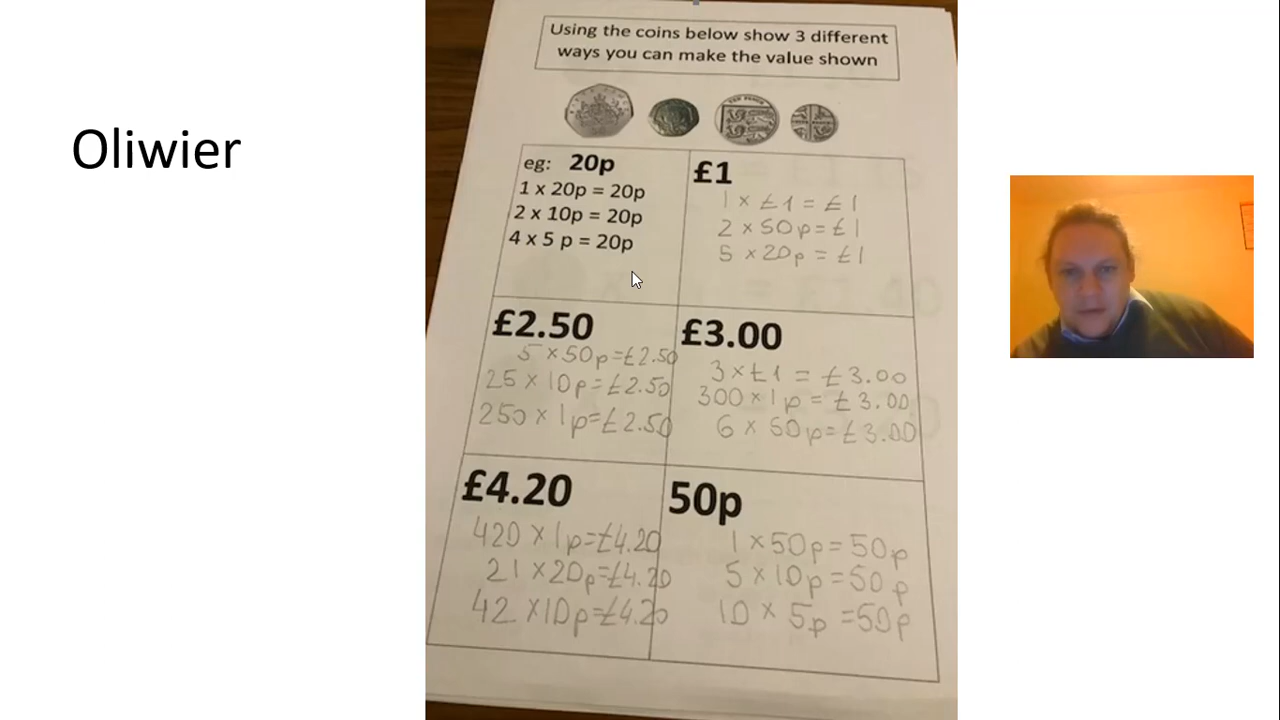 Oliwier
Using the coins below show 3 different
ways you can make the value shown
eg: 20p
1 x 20p = 20p
2 x 10p = 20p
4 x 5 p = 20p
£1
1 × £1 = £1
2 × 50p = £1
5 × 20p = £1
£2.50
5 × 50p = £2.50
25 × 10p = £2.50
250 × 1p = £2.50
£3.00
3 × £1 = £3.00
300 × 1p = £3.00
6 × 50p = £3.00
£4.20
420 × 1p = £4.20
21 × 20p = £4.20
42 × 10p = £4.20
50p
1 × 50p = 50p
5 × 10p = 50p
10 × 5p = 50p